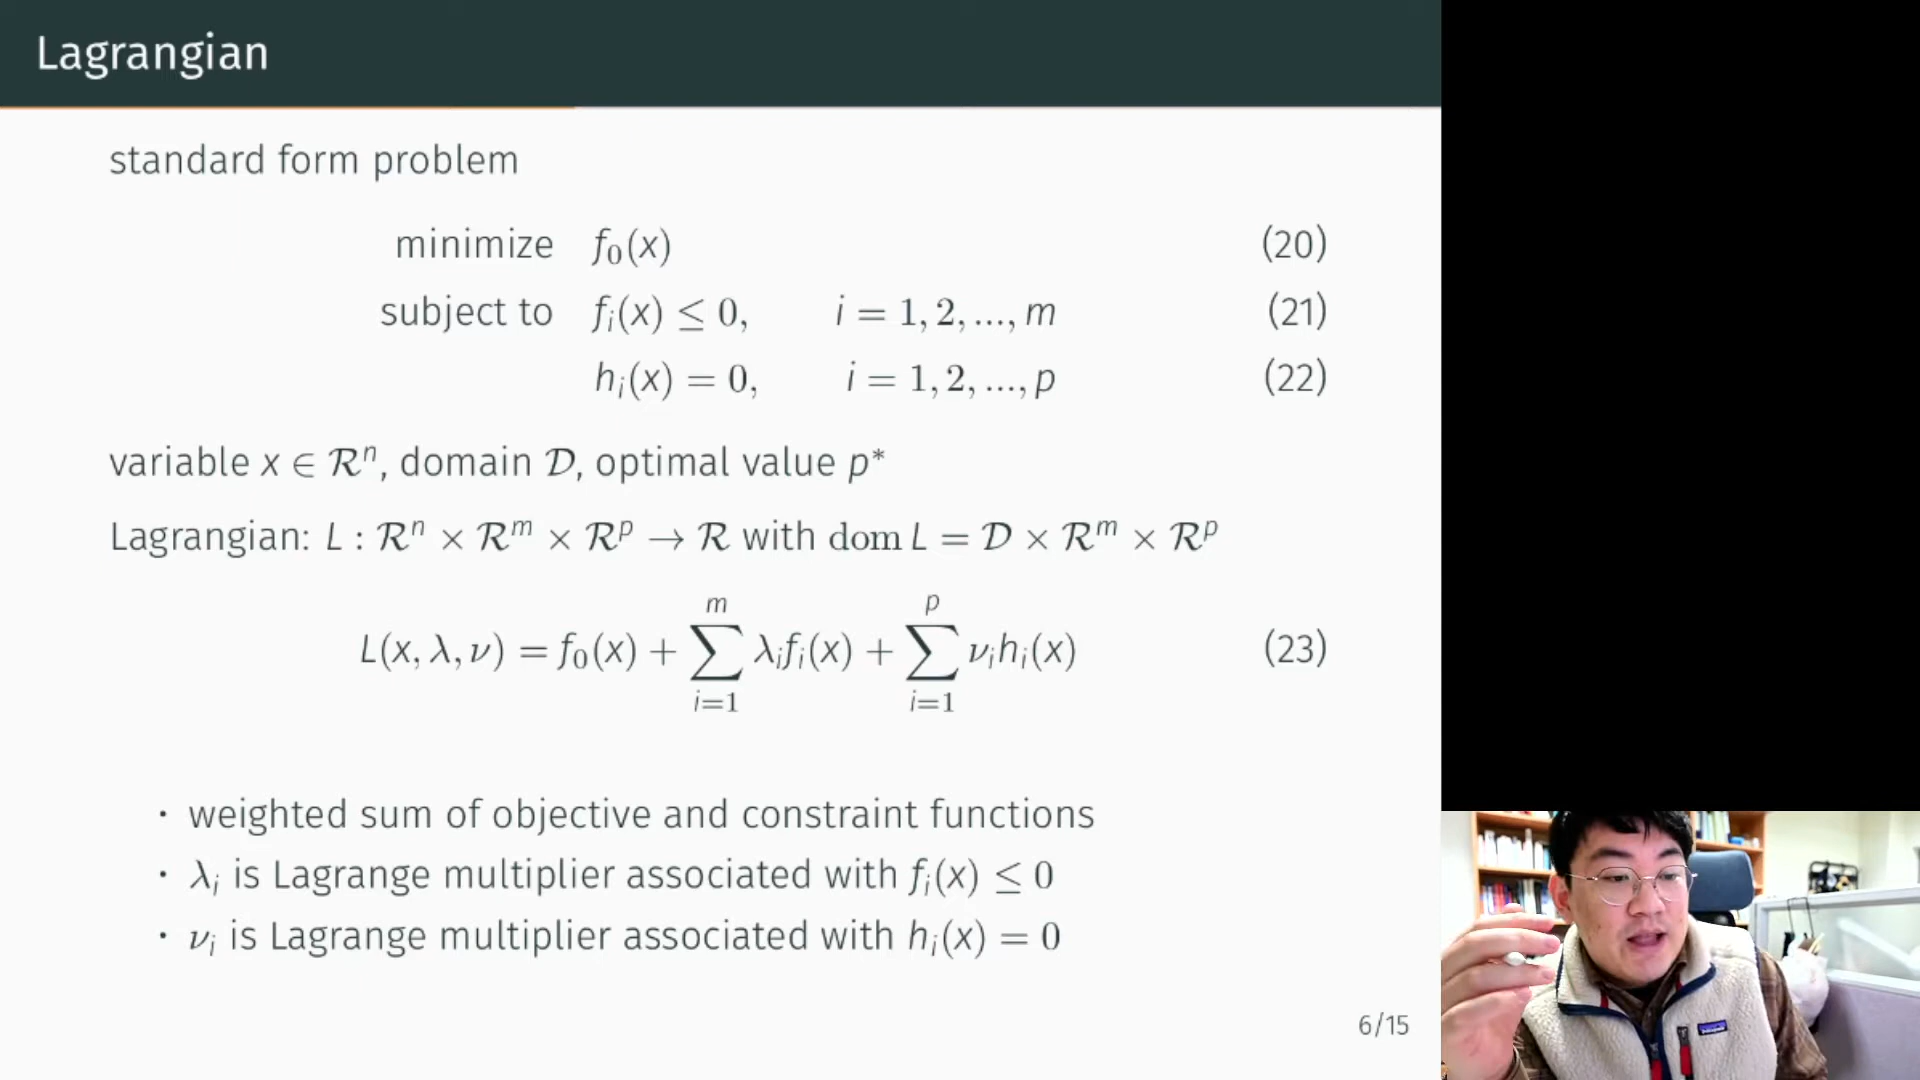 Lagrangian
standard form problem
minimize f₀(x) (20)
subject to fᵢ(x) ≤ 0, i = 1, 2, ..., m (21)
hᵢ(x) = 0, i = 1, 2, ..., p (22)
variable x ∈ 𝓡ⁿ, domain 𝓓, optimal value p*
Lagrangian: L : 𝓡ⁿ × 𝓡ᵐ × 𝓡ᵖ → 𝓡 with dom L = 𝓓 × 𝓡ᵐ × 𝓡ᵖ
L(x, λ, ν) = f₀(x) + ∑ᵢ₌₁ᵐ λᵢfᵢ(x) + ∑ᵢ₌₁ᵖ νᵢhᵢ(x) (23)
· weighted sum of objective and constraint functions
· λᵢ is Lagrange multiplier associated with fᵢ(x) ≤ 0
· νᵢ is Lagrange multiplier associated with hᵢ(x) = 0
6/15
patagonia